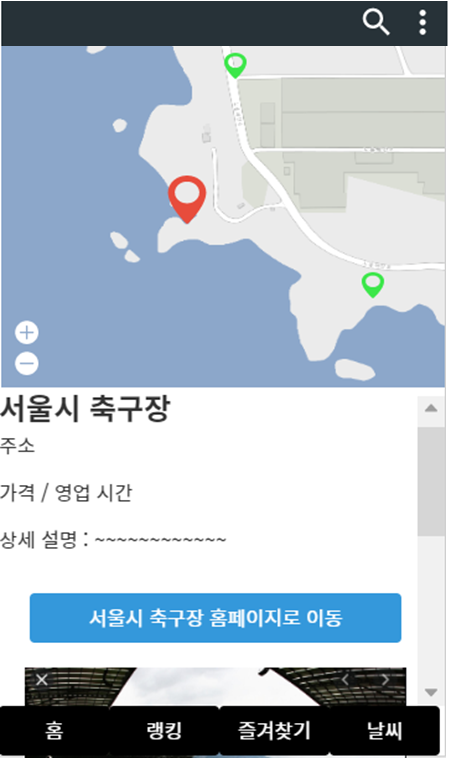 서울시 축구장
주소
가격 / 영업 시간
상세 설명 : ~~~~~~~~~~~~
서울시 축구장 홈페이지로 이동
홈
랭킹
즐겨찾기
날씨